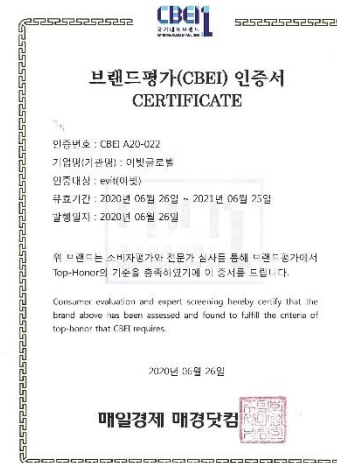 CBEI
국가대표브랜드
브랜드평가(CBEI) 인증서
CERTIFICATE
인증번호 : CBEI A20-022
기업명(기관명) : 이빗글로벌
인증대상 : evit(이빗)
유효기간 : 2020년 06월 26일 ~ 2021년 06월 25일
발행일자 : 2020년 06월 26일
위 브랜드는 소비자평가와 전문가 심사를 통해 브랜드평가에서
Top-Honor의 기준을 충족하였기에 이 증서를 드립니다.
Consumer evaluation and expert screening hereby certify that the
brand above has been assessed and found to fulfill the criteria of
top-honor that CBEI requires.
2020년 06월 26일
매일경제 매경닷컴